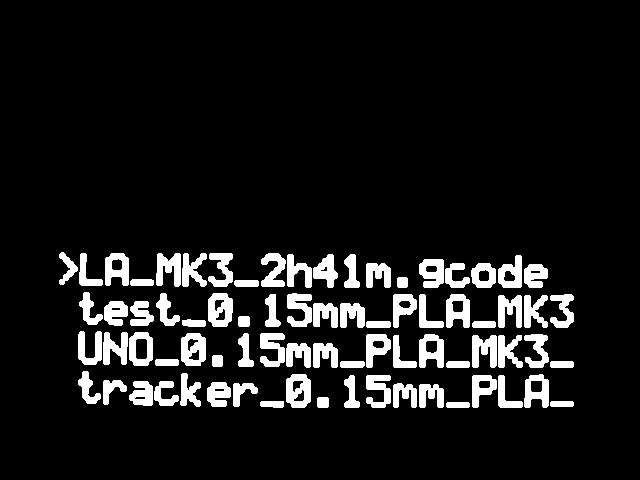 >LA_MK3_2h41m.gcode
test_0.15mm_PLA_MK3
UNO_0.15mm_PLA_MK3_
tracker_0.15mm_PLA_